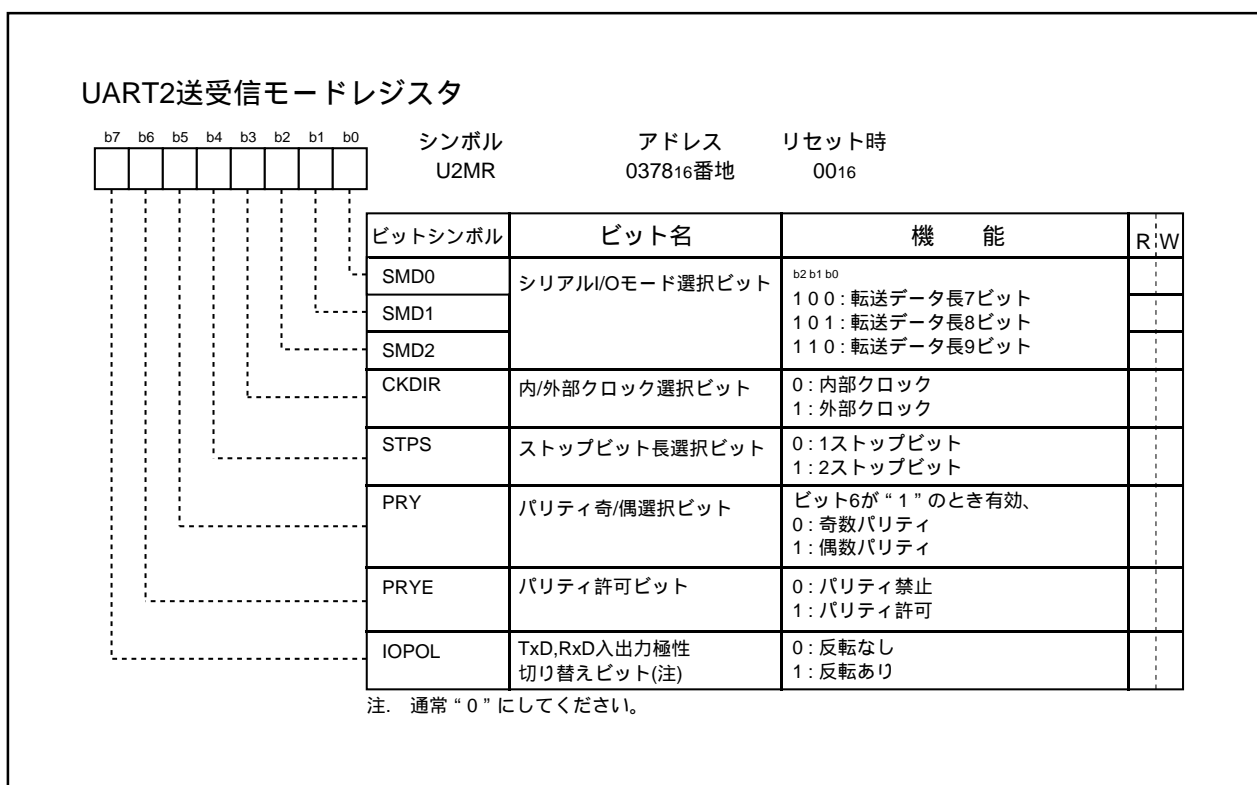 UART2送受信モードレジスタ
b7 b6 b5 b4 b3 b2 b1 b0
シンボル アドレス リセット時
U2MR 037816番地 0016
ビットシンボル ビット名 機 能 R W
SMD0 シリアルI/Oモード選択ビット b2 b1 b0
SMD1 1 0 0 : 転送データ長7ビット
1 0 1 : 転送データ長8ビット
SMD2 1 1 0 : 転送データ長9ビット
CKDIR 内/外部クロック選択ビット 0 : 内部クロック
1 : 外部クロック
STPS ストップビット長選択ビット 0 : 1ストップビット
1 : 2ストップビット
PRY パリティ奇/偶選択ビット ビット6が“1”のとき有効、
0 : 奇数パリティ
1 : 偶数パリティ
PRYE パリティ許可ビット 0 : パリティ禁止
1 : パリティ許可
IOPOL TxD,RxD入出力極性 0 : 反転なし
切り替えビット(注) 1 : 反転あり
注. 通常“0”にしてください。